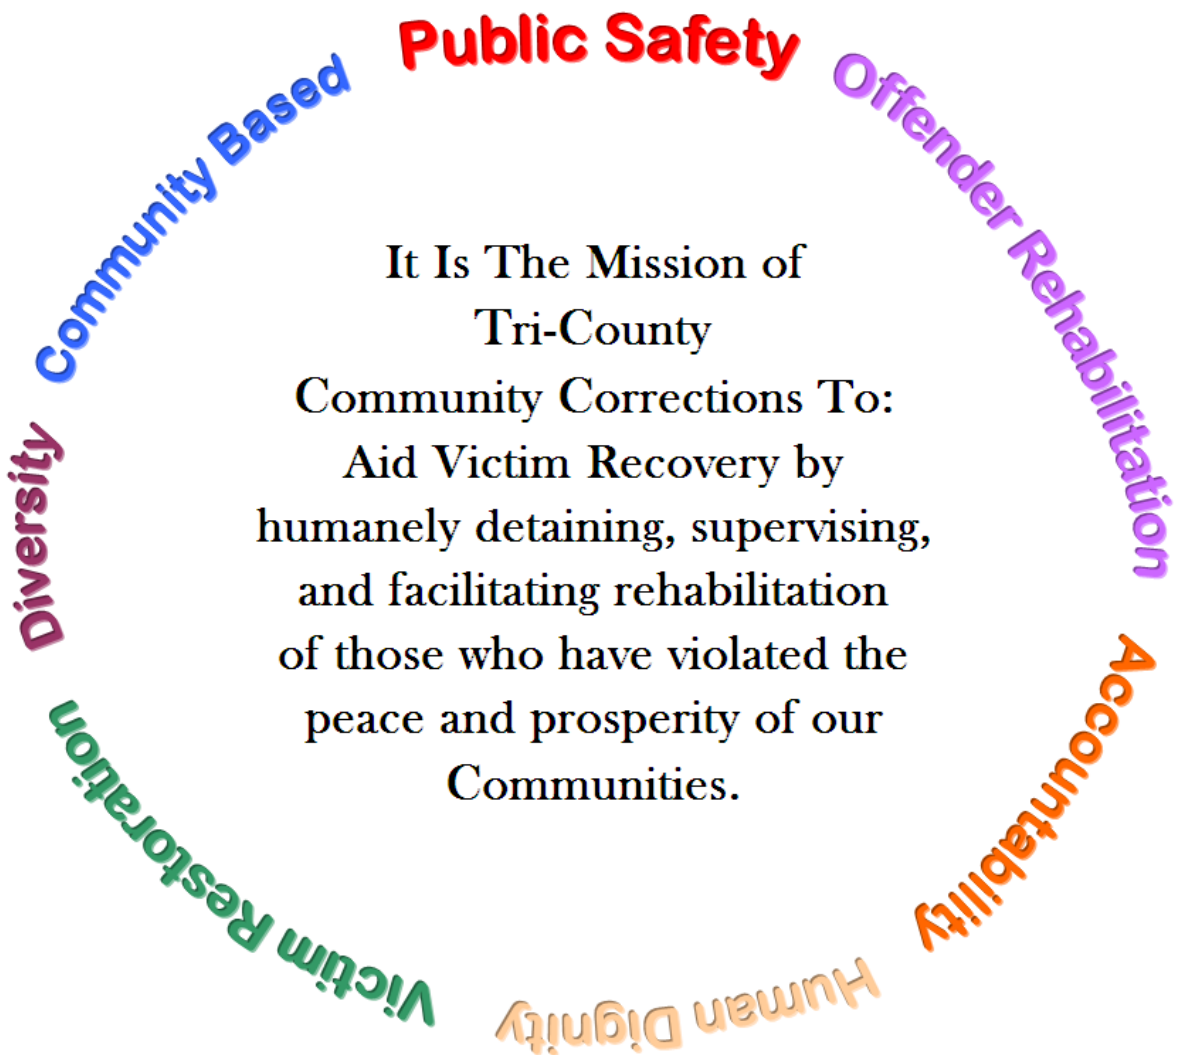 Public Safety
Offender Rehabilitation
Accountability
Human Dignity
Victim Restoration
Diversity
Community Based
It Is The Mission of
Tri-County
Community Corrections To:
Aid Victim Recovery by
humanely detaining, supervising,
and facilitating rehabilitation
of those who have violated the
peace and prosperity of our
Communities.